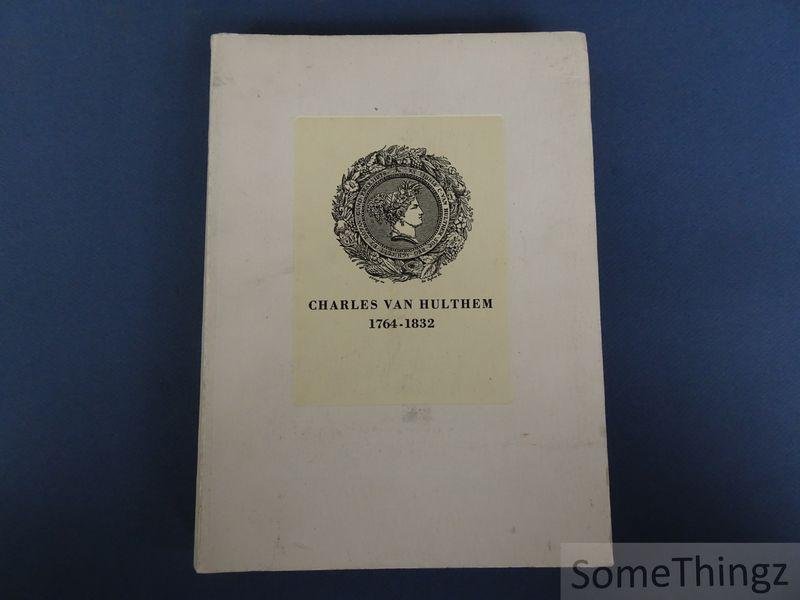 CHARLES VAN HULTHEM
1764-1832
SomeThingz